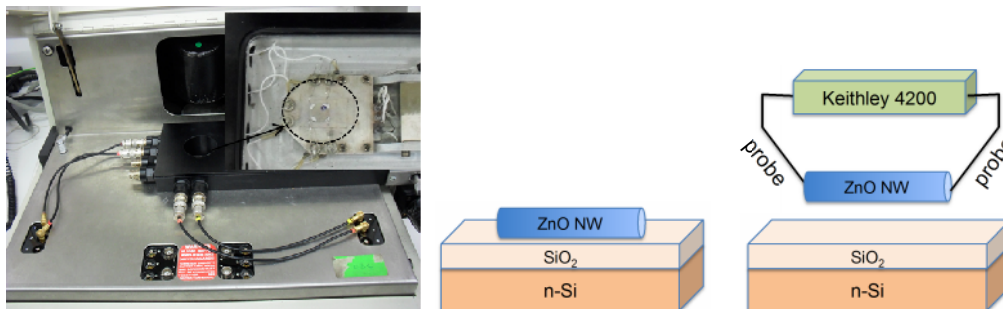 ZnO NW
SiO₂
n-Si
Keithley 4200
probe
probe
ZnO NW
SiO₂
n-Si